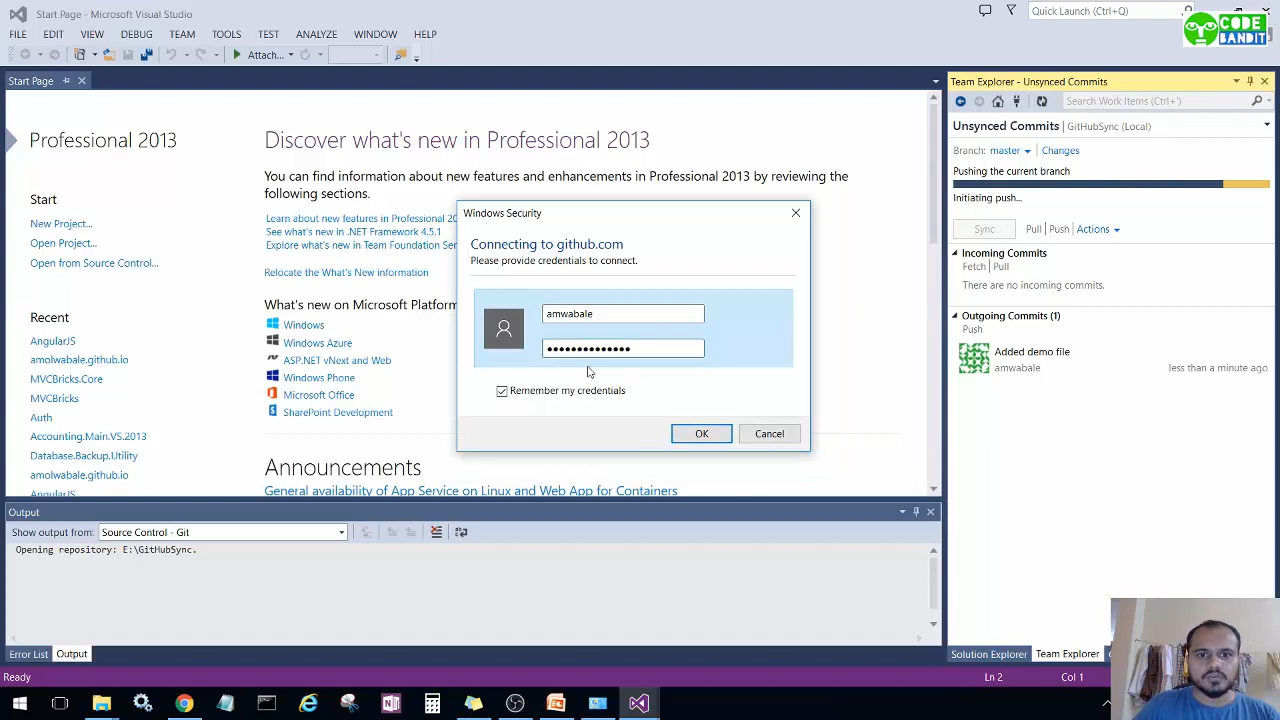 Start Page - Microsoft Visual Studio
Quick Launch (Ctrl+Q)
CODE
BANDIT
FILE EDIT VIEW DEBUG TEAM TOOLS TEST ANALYZE WINDOW HELP
Attach...
Start Page
Professional 2013
Start
New Project...
Open Project...
Open from Source Control...
Recent
AngularJS
amolwabale.github.io
MVCBricks.Core
MVCBricks
Auth
Accounting.Main.VS.2013
Database.Backup.Utility
amolwabale.github.io
AngularJS
Discover what's new in Professional 2013
You can find information about new features and enhancements in Professional 2013 by reviewing the
following sections.
Learn about new features in Professional 20
See what's new in .NET Framework 4.5.1
Explore what's new in Team Foundation Ser
Relocate the What's New information
What's new on Microsoft Platforn
Windows
Windows Azure
ASP.NET vNext and Web
Windows Phone
Microsoft Office
SharePoint Development
Announcements
General availability of App Service on Linux and Web App for Containers
Windows Security
Connecting to github.com
Please provide credentials to connect.
amwabale
••••••••••••••
Remember my credentials
OK Cancel
Team Explorer - Unsynced Commits
Search Work Items (Ctrl+')
Unsynced Commits | GitHubSync (Local)
Branch: master Changes
Pushing the current branch
Initiating push...
Sync Pull | Push | Actions
Incoming Commits
Fetch | Pull
There are no incoming commits.
Outgoing Commits (1)
Push
Added demo file
amwabale less than a minute ago
Output
Show output from: Source Control - Git
Opening repository: E:\GitHubSync.
Error List Output
Solution Explorer Team Explorer
Ready Ln 2 Col 1